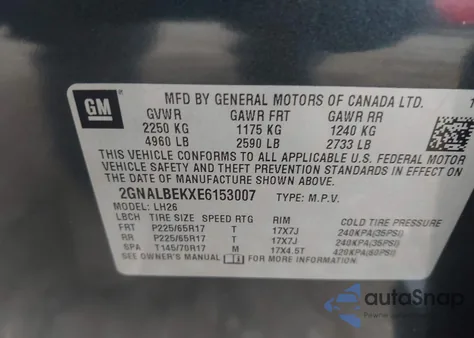 GM
MFD BY GENERAL MOTORS OF CANADA LTD.
GVWR GAWR FRT GAWR RR
2250 KG 1175 KG 1240 KG
4960 LB 2590 LB 2733 LB
THIS VEHICLE CONFORMS TO ALL APPLICABLE U.S. FEDERAL MOTOR
VEHICLE SAFETY AND THEFT PREVENTION STANDARDS IN EFFECT ON
THE DATE OF MANUFACTURE SHOWN ABOVE.
2GNALBEKXE6153007 TYPE: M.P.V.
MODEL: LH26
LBCH TIRE SIZE SPEED RTG RIM COLD TIRE PRESSURE
FRT P225/65R17 T 17X7J 240KPA(35PSI)
RR P225/65R17 T 17X7J 240KPA(35PSI)
SPA T145/70R17 M 17X4.5T 420KPA(60PSI)
SEE OWNER'S MANUAL FOR MORE INFORMATION.
autoSnap